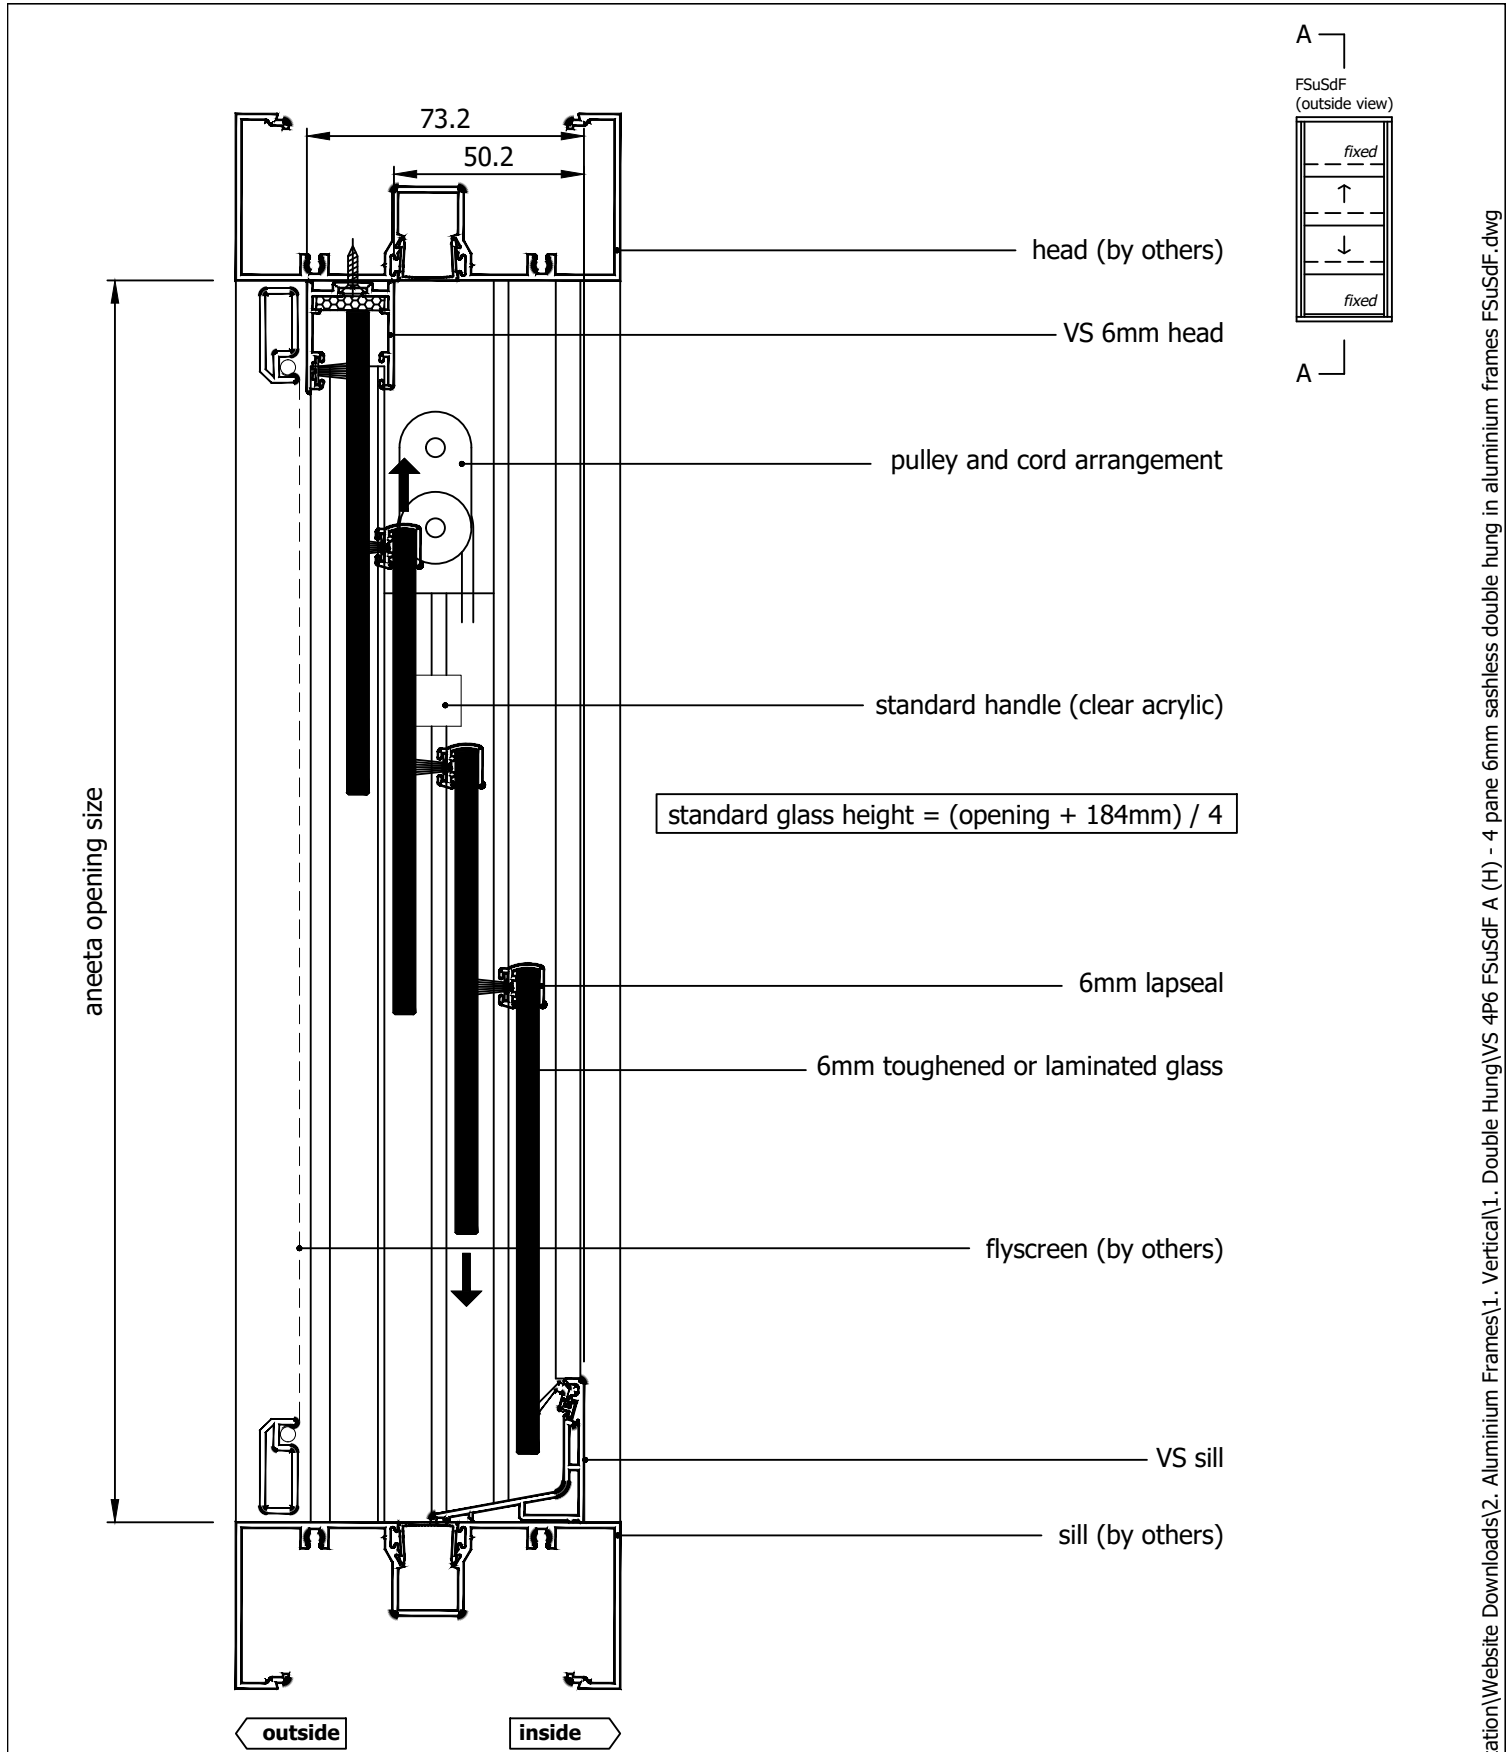 A
FSuSdF
(outside view)
fixed
fixed
A
73.2
50.2
head (by others)
VS 6mm head
pulley and cord arrangement
standard handle (clear acrylic)
standard glass height = (opening + 184mm) / 4
aneeta opening size
6mm lapseal
6mm toughened or laminated glass
flyscreen (by others)
VS sill
sill (by others)
outside
inside
Website Downloads\2. Aluminium Frames\1. Vertical\1. Double Hung\VS 4P6 FSuSdF A (H) - 4 pane 6mm sashless double hung in aluminium frames FSuSdF.dwg